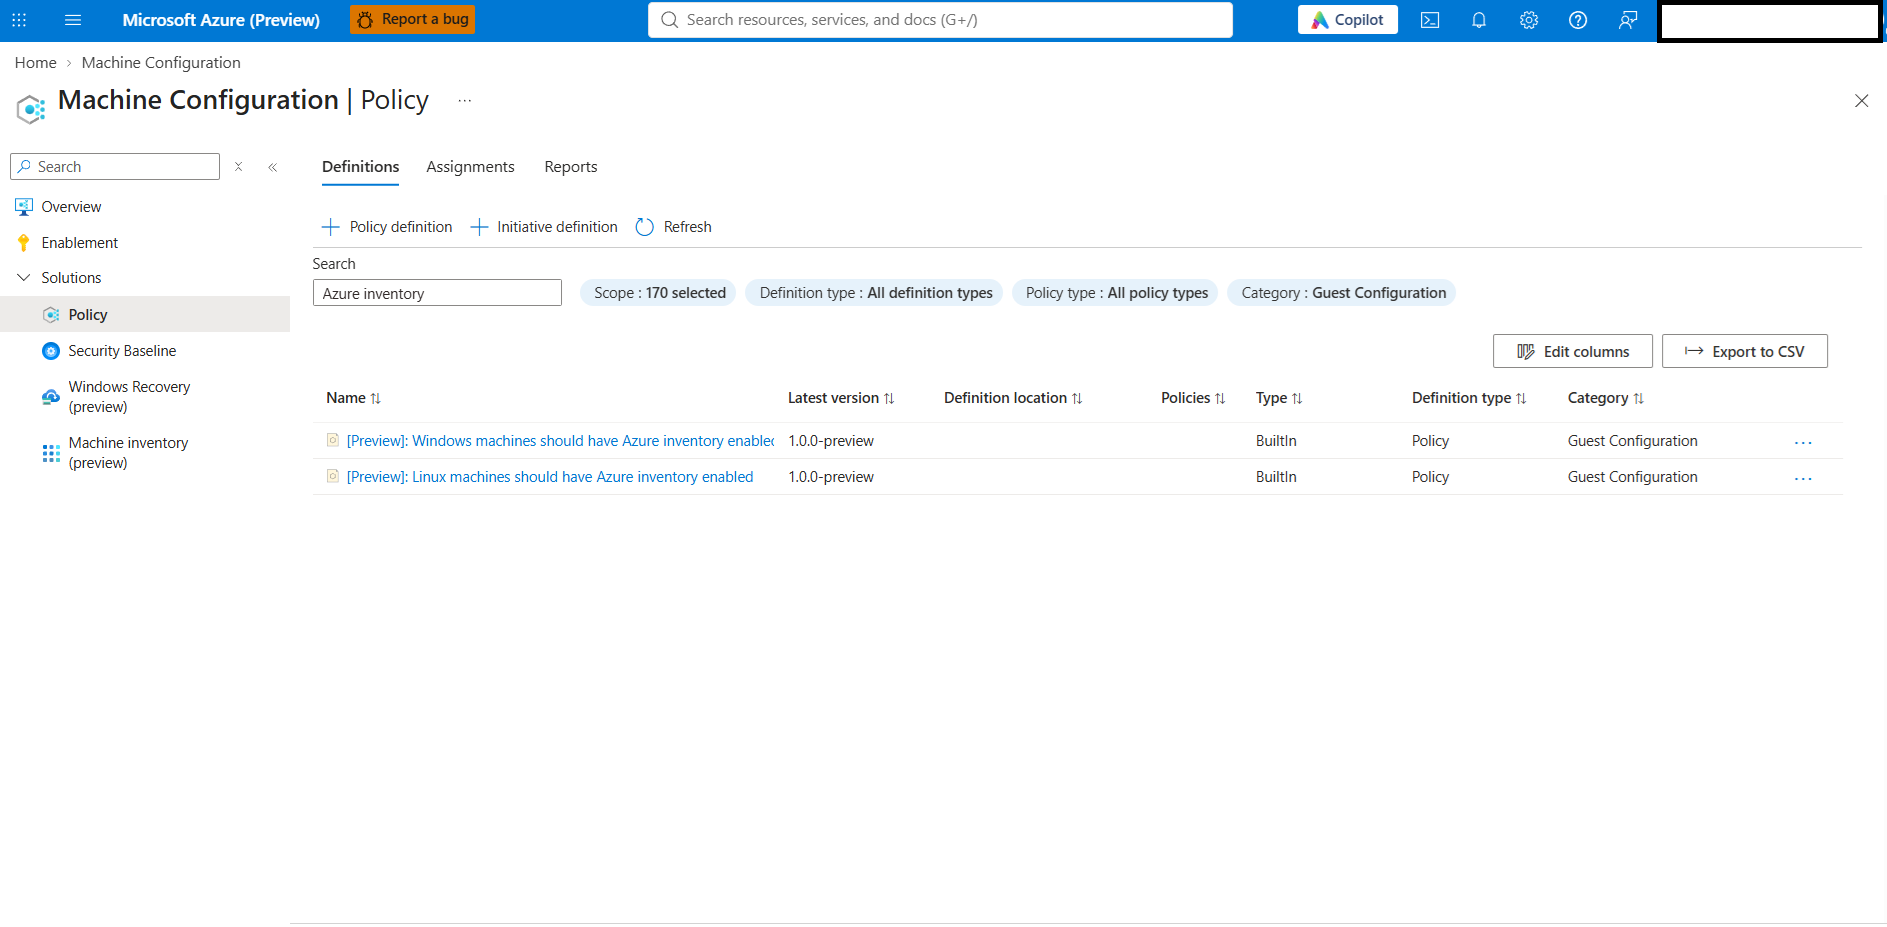 Microsoft Azure (Preview) Report a bug Search resources, services, and docs (G+/) Copilot
Home › Machine Configuration
Machine Configuration | Policy ...
Search
Definitions Assignments Reports
Overview
Enablement
Solutions
Policy
Security Baseline
Windows Recovery
(preview)
Machine inventory
(preview)
Policy definition Initiative definition Refresh
Search
Azure inventory Scope : 170 selected Definition type : All definition types Policy type : All policy types Category : Guest Configuration
Edit columns Export to CSV
Name Latest version Definition location Policies Type Definition type Category
[Preview]: Windows machines should have Azure inventory enabled 1.0.0-preview BuiltIn Policy Guest Configuration ...
[Preview]: Linux machines should have Azure inventory enabled 1.0.0-preview BuiltIn Policy Guest Configuration ...